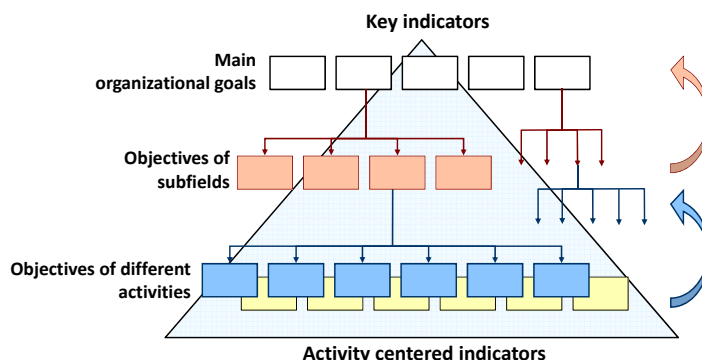 Key indicators
Main
organizational goals
Objectives of
subfields
Objectives of different
activities
Activity centered indicators